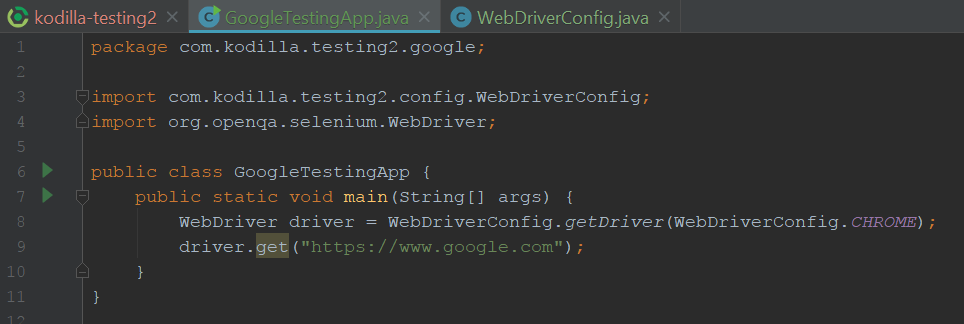 kodilla-testing2 GoogleTestingApp.java WebDriverConfig.java
1 package com.kodilla.testing2.google;
2
3 import com.kodilla.testing2.config.WebDriverConfig;
4 import org.openqa.selenium.WebDriver;
5
6 public class GoogleTestingApp {
7 public static void main(String[] args) {
8 WebDriver driver = WebDriverConfig.getDriver(WebDriverConfig.CHROME);
9 driver.get("https://www.google.com");
10 }
11 }
12